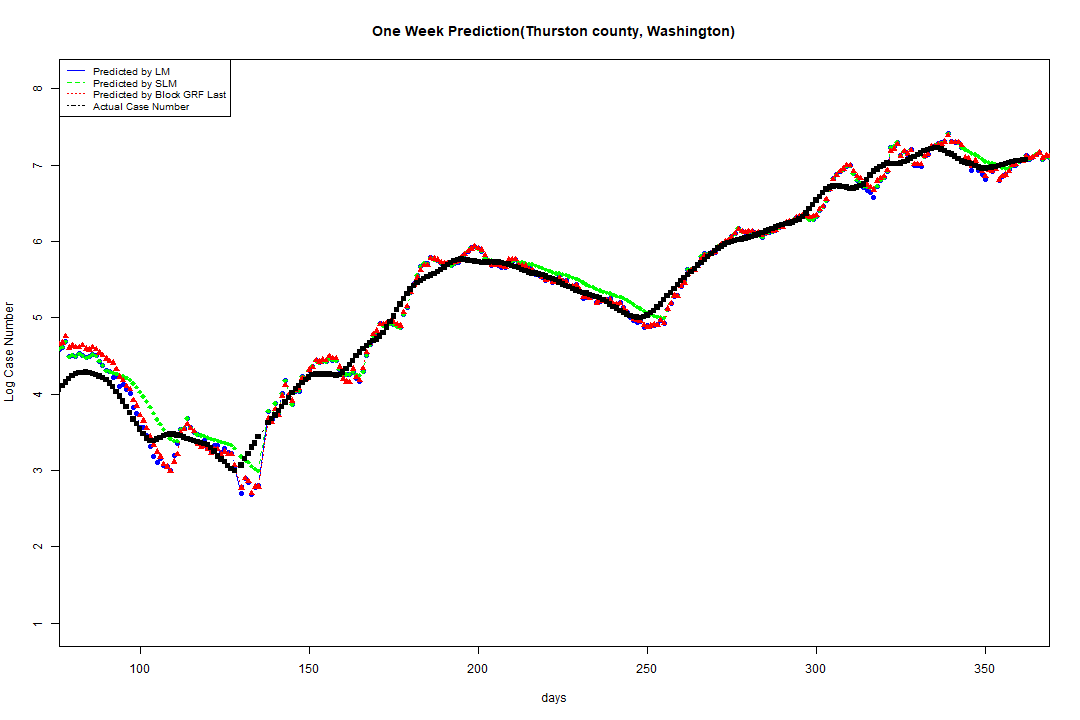 One Week Prediction(Thurston county, Washington)
Predicted by LM
Predicted by SLM
Predicted by Block GRF Last
Actual Case Number
8
7
6
5
4
3
2
1
Log Case Number
100 150 200 250 300 350
days